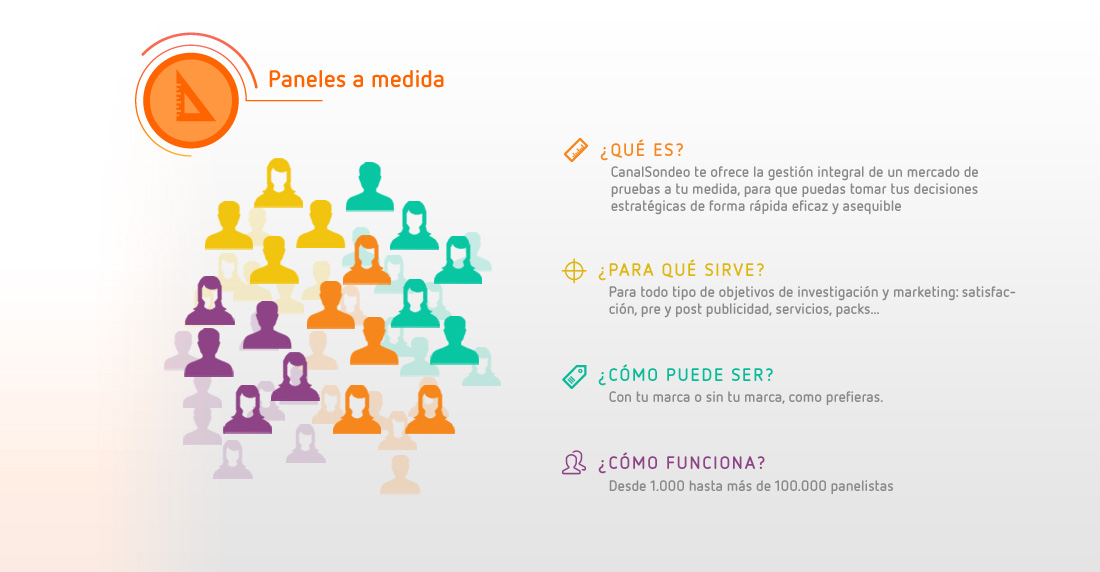 Paneles a medida
¿QUÉ ES?
CanalSondeo te ofrece la gestión integral de un mercado de
pruebas a tu medida, para que puedas tomar tus decisiones
estratégicas de forma rápida eficaz y asequible
¿PARA QUÉ SIRVE?
Para todo tipo de objetivos de investigación y marketing: satisfac-
ción, pre y post publicidad, servicios, packs...
¿CÓMO PUEDE SER?
Con tu marca o sin tu marca, como prefieras.
¿CÓMO FUNCIONA?
Desde 1.000 hasta más de 100.000 panelistas